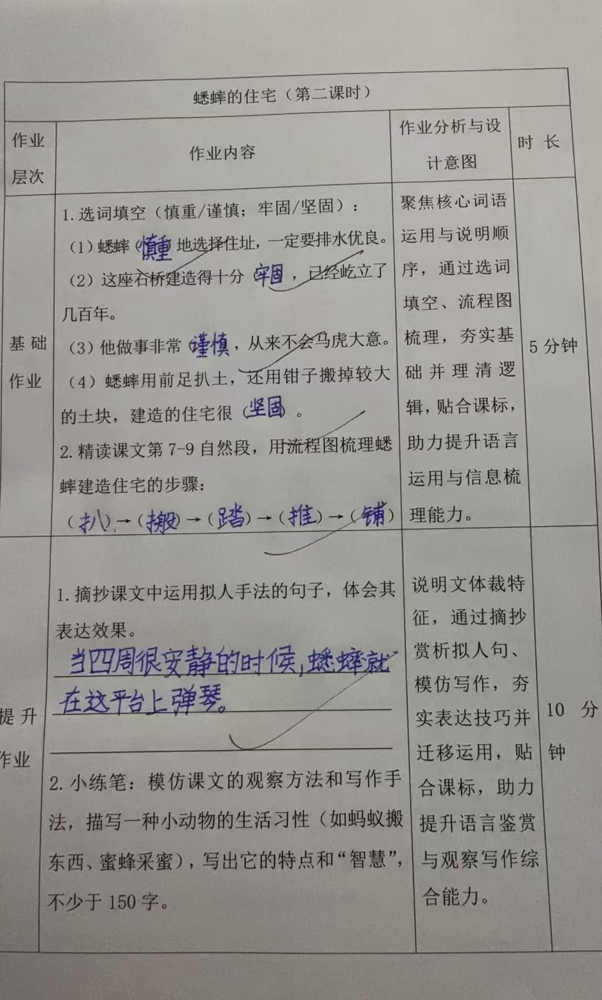 蟋蟀的住宅（第二课时）
作业
层次
作业内容
作业分析与设
计意图
时 长
基 础
作业
1.选词填空（慎重/谨慎；牢固/坚固）：
（1）蟋蟀（慎重）地选择住址，一定要排水优良。
（2）这座石桥建造得十分（牢固，已经屹立了
几百年。
（3）他做事非常（谨慎，从来不会马虎大意。
（4）蟋蟀用前足扒土，还用钳子搬掉较大
的土块，建造的住宅很（坚固）。
2.精读课文第 7-9 自然段，用流程图梳理蟋
蟀建造住宅的步骤：
（扒）→（搬）→（踏）→（推）→（铺）
聚焦核心词语
运用与说明顺
序，通过选词
填空、流程图
梳理，夯实基
础并理清逻
辑，贴合课标，
助力提升语言
运用与信息梳
理能力。
5 分钟
提 升
作业
1.摘抄课文中运用拟人手法的句子，体会其
表达效果。
当四周很安静的时候，蟋蟀就
在这平台上弹琴。
2.小练笔：模仿课文的观察方法和写作手
法，描写一种小动物的生活习性（如蚂蚁搬
东西、蜜蜂采蜜），写出它的特点和“智慧”，
不少于 150 字。
说明文体裁特
征，通过摘抄
赏析拟人句、
模仿写作，夯
实表达技巧并
迁移运用，贴
合课标，助力
提升语言鉴赏
与观察写作综
合能力。
10 分
钟